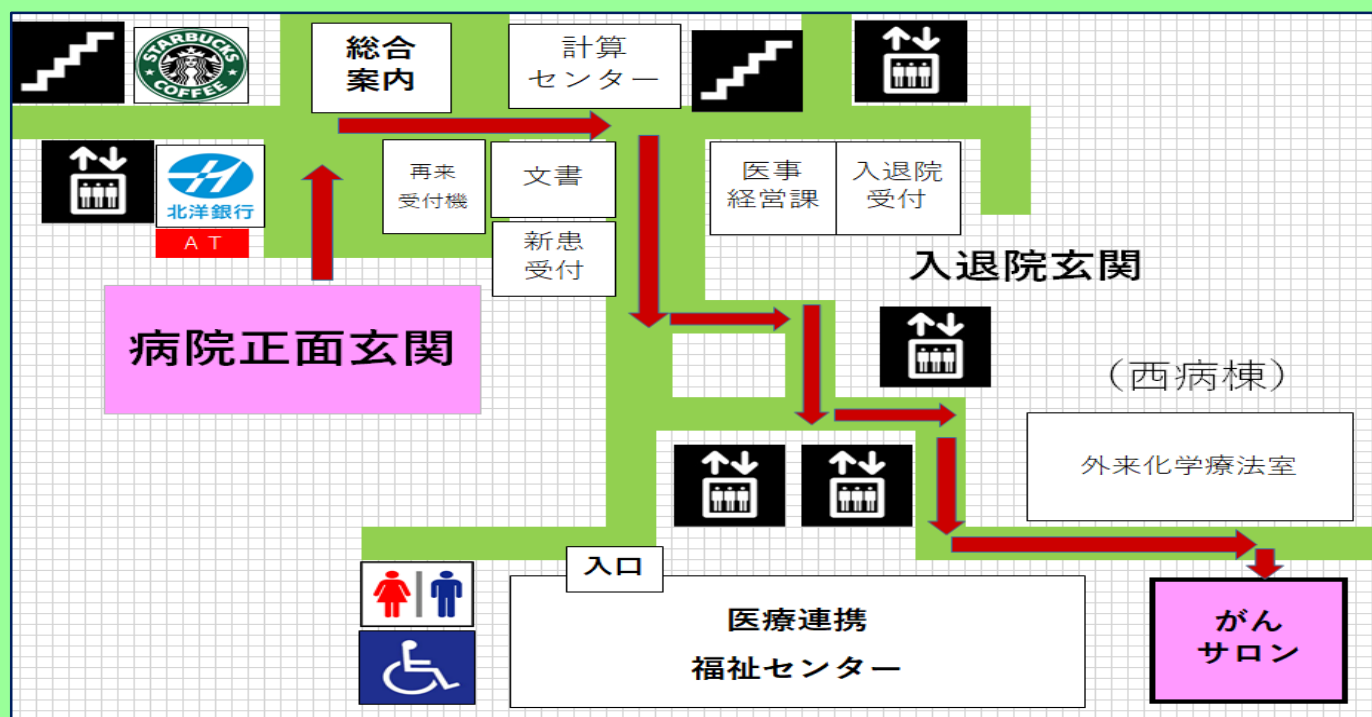 STARBUCKS
COFFEE
総合
案内
計算
センター
北洋銀行
AT
再来
受付機
文書
新患
受付
医事
経営課
入退院
受付
入退院玄関
病院正面玄関
（西病棟）
外来化学療法室
入口
医療連携
福祉センター
がん
サロン